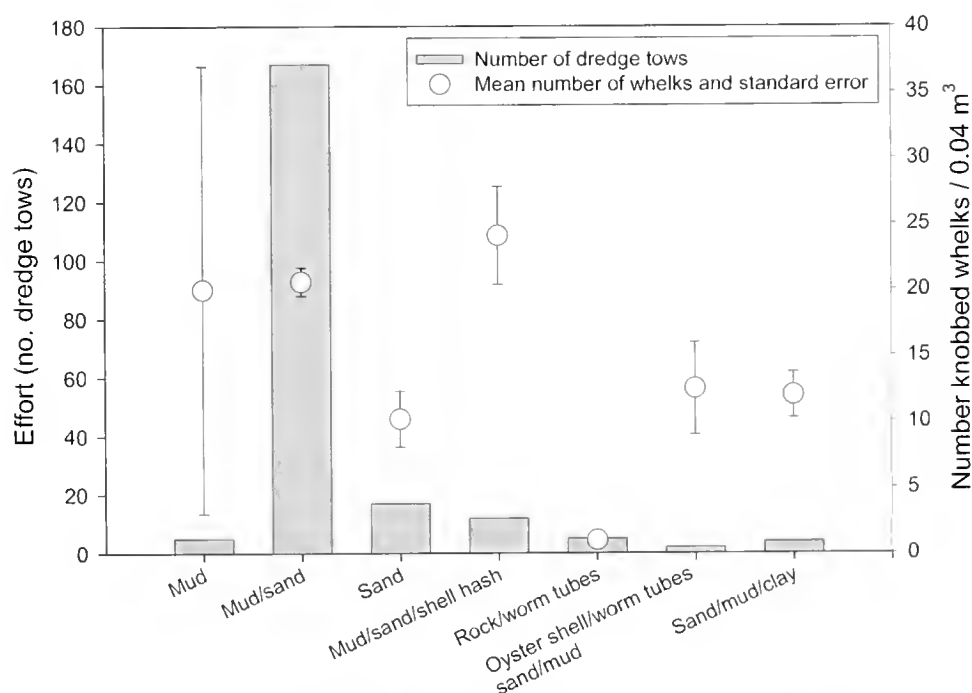 180
160
140
120
100
80
60
40
20
0
Effort (no. dredge tows)
Number of dredge tows
Mean number of whelks and standard error
40
35
30
25
20
15
10
5
0
Number knobbed whelks / 0.04 m³
Mud
Mud/sand
Sand
Mud/sand/shell hash
Rock/worm tubes
Oyster shell/worm tubes
sand/mud
Sand/mud/clay